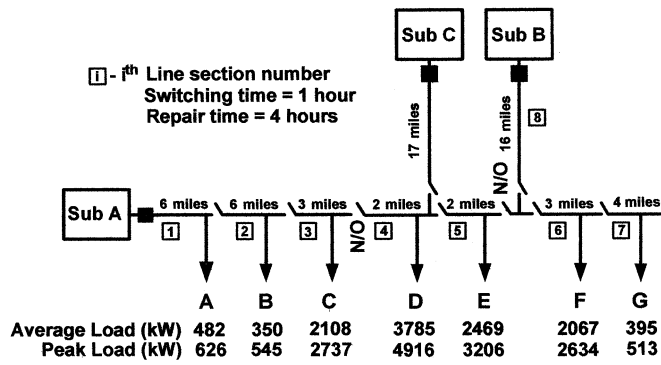 Sub C
Sub B
i - ith Line section number
Switching time = 1 hour
Repair time = 4 hours
17 miles
16 miles
8
N/O
Sub A
6 miles
6 miles
3 miles
2 miles
2 miles
3 miles
4 miles
1
2
3
N/O
4
5
6
7
A B C D E F G
Average Load (kW) 482 350 2108 3785 2469 2067 395
Peak Load (kW) 626 545 2737 4916 3206 2634 513